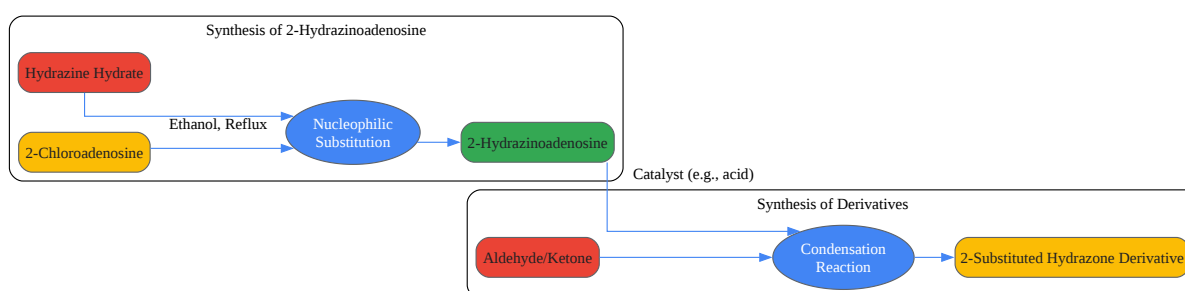 Synthesis of 2-Hydrazinoadenosine
Hydrazine Hydrate
Ethanol, Reflux
Nucleophilic
Substitution
2-Chloroadenosine
2-Hydrazinoadenosine
Catalyst (e.g., acid)
Synthesis of Derivatives
Aldehyde/Ketone
Condensation
Reaction
2-Substituted Hydrazone Derivative